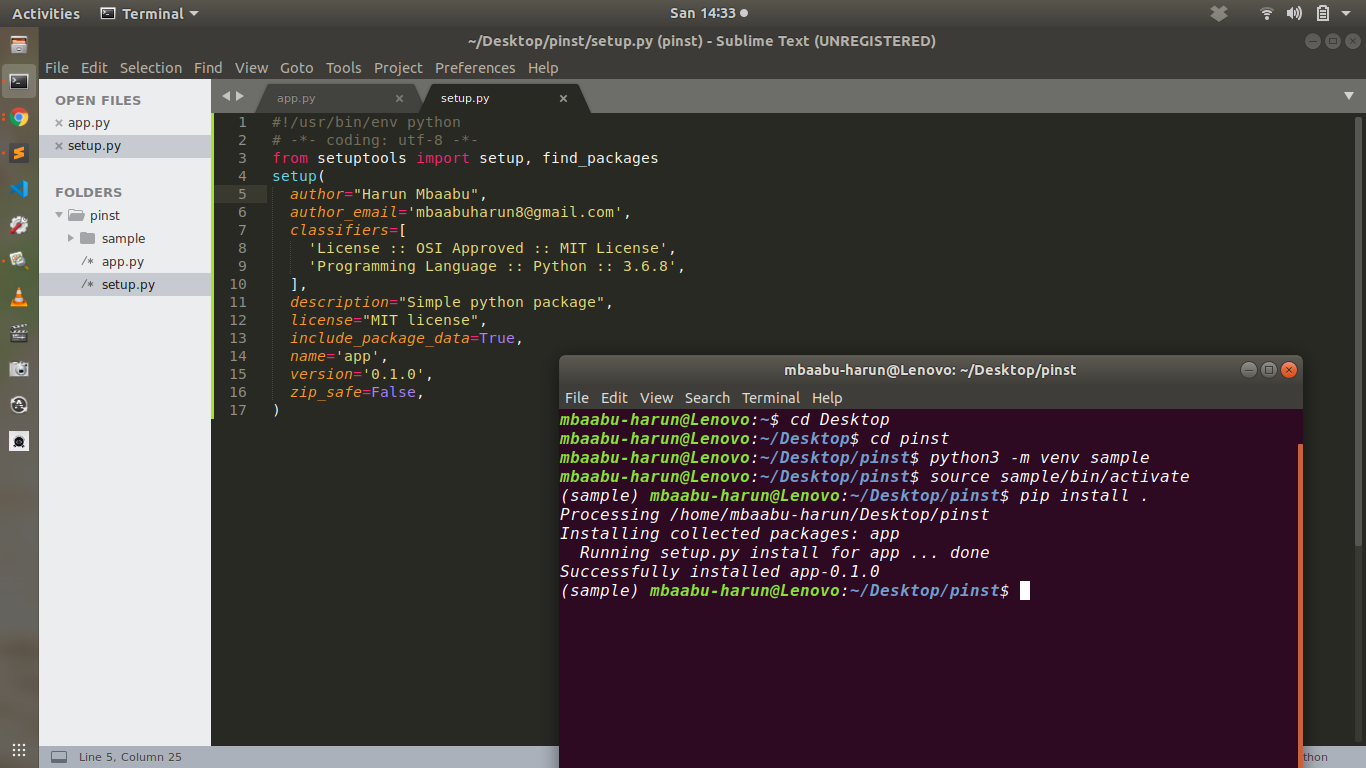 Activities
Terminal
San 14:33
~/Desktop/pinst/setup.py (pinst) - Sublime Text (UNREGISTERED)
File Edit Selection Find View Goto Tools Project Preferences Help
OPEN FILES
app.py
setup.py
FOLDERS
pinst
sample
/* app.py
/* setup.py
app.py
setup.py
1 #!/usr/bin/env python
2 # -*- coding: utf-8 -*-
3 from setuptools import setup, find_packages
4 setup(
5 author="Harun Mbaabu",
6 author_email='mbaabuharun8@gmail.com',
7 classifiers=[
8 'License :: OSI Approved :: MIT License',
9 'Programming Language :: Python :: 3.6.8',
10 ],
11 description="Simple python package",
12 license="MIT license",
13 include_package_data=True,
14 name='app',
15 version='0.1.0',
16 zip_safe=False,
17 )
mbaabu-harun@Lenovo: ~/Desktop/pinst
File Edit View Search Terminal Help
mbaabu-harun@Lenovo:~$ cd Desktop
mbaabu-harun@Lenovo:~/Desktop$ cd pinst
mbaabu-harun@Lenovo:~/Desktop/pinst$ python3 -m venv sample
mbaabu-harun@Lenovo:~/Desktop/pinst$ source sample/bin/activate
(sample) mbaabu-harun@Lenovo:~/Desktop/pinst$ pip install .
Processing /home/mbaabu-harun/Desktop/pinst
Installing collected packages: app
Running setup.py install for app ... done
Successfully installed app-0.1.0
(sample) mbaabu-harun@Lenovo:~/Desktop/pinst$
Line 5, Column 25
thon